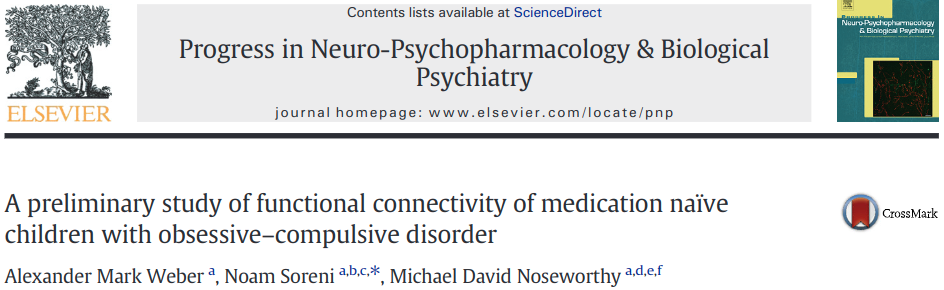 Contents lists available at ScienceDirect
Progress in Neuro-Psychopharmacology & Biological
Psychiatry
journal homepage: www.elsevier.com/locate/pnp
ELSEVIER
Neuro-Psychopharmacology
& Biological Psychiatry
A preliminary study of functional connectivity of medication naïve
children with obsessive–compulsive disorder
CrossMark
Alexander Mark Weber a, Noam Soreni a,b,c,*, Michael David Noseworthy a,d,e,f